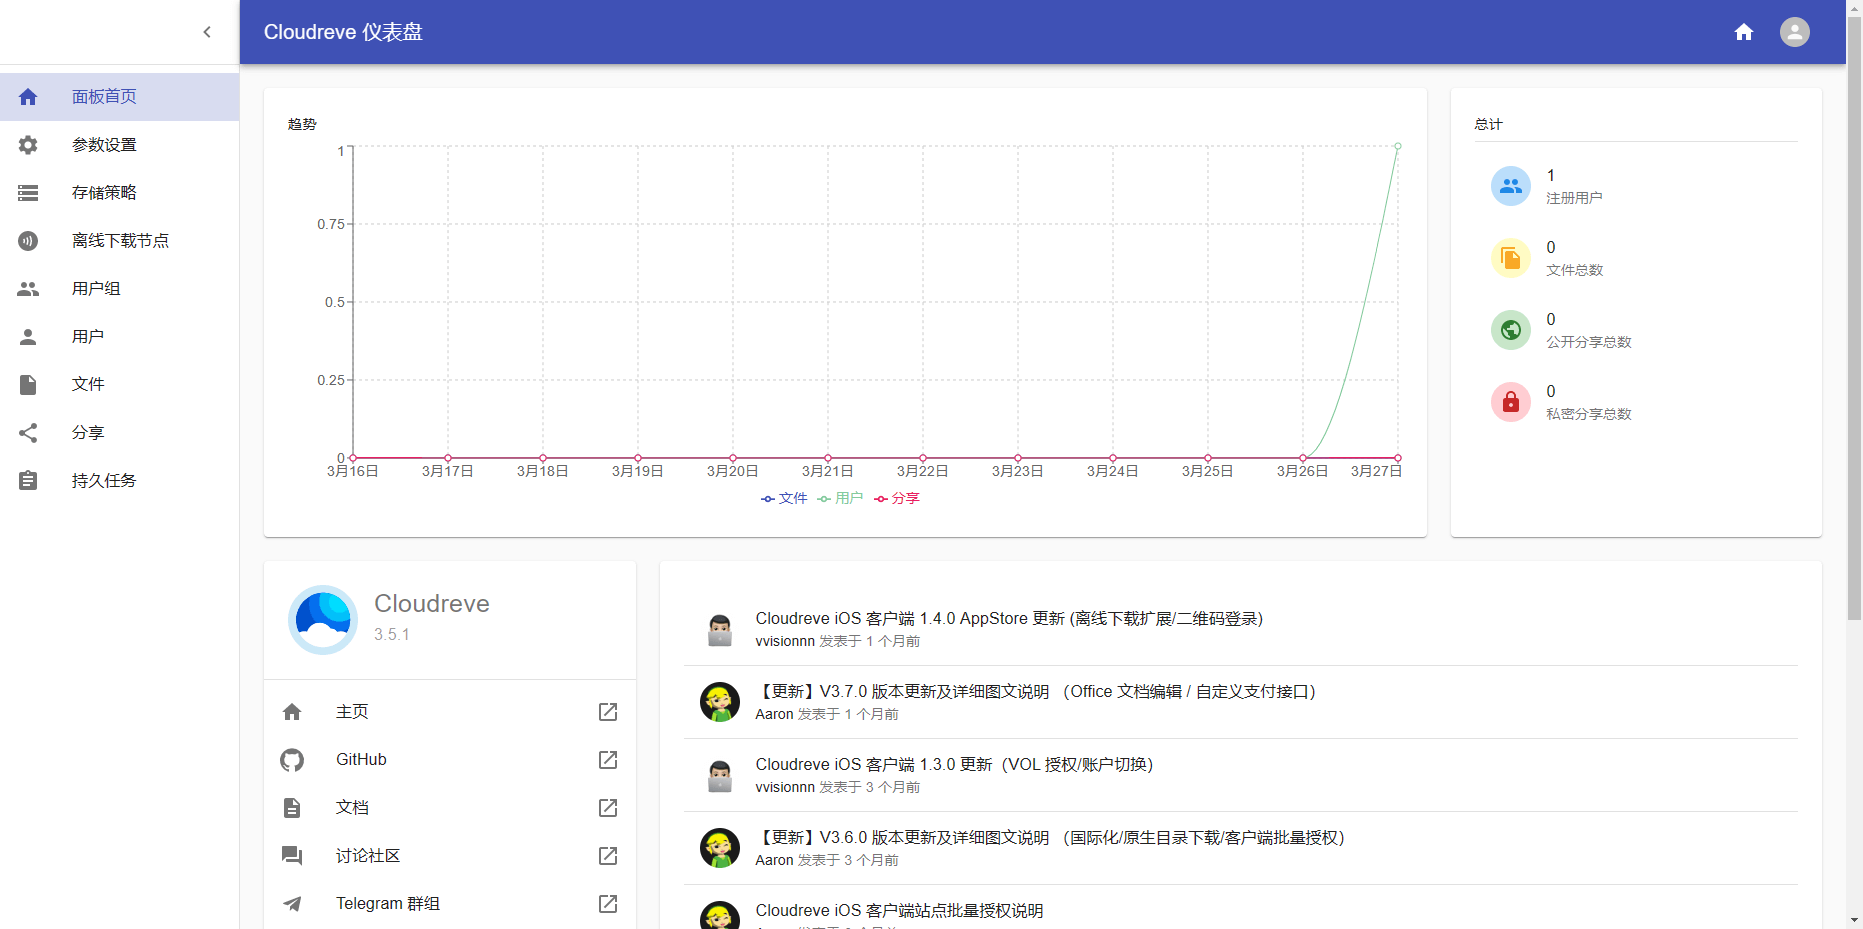 Cloudreve 仪表盘
面板首页
参数设置
存储策略
离线下载节点
用户组
用户
文件
分享
持久任务
趋势
1
0.75
0.5
0.25
0
3月16日 3月17日 3月18日 3月19日 3月20日 3月21日 3月22日 3月23日 3月24日 3月25日 3月26日 3月27日
文件 用户 分享
总计
1
注册用户
0
文件总数
0
公开分享总数
0
私密分享总数
Cloudreve
3.5.1
主页
GitHub
文档
讨论社区
Telegram 群组
Cloudreve iOS 客户端 1.4.0 AppStore 更新 (离线下载扩展/二维码登录)
vvisionnn 发表于 1 个月前
【更新】V3.7.0 版本更新及详细图文说明 （Office 文档编辑 / 自定义支付接口）
Aaron 发表于 1 个月前
Cloudreve iOS 客户端 1.3.0 更新（VOL 授权/账户切换）
vvisionnn 发表于 3 个月前
【更新】V3.6.0 版本更新及详细图文说明 （国际化/原生目录下载/客户端批量授权）
Aaron 发表于 3 个月前
Cloudreve iOS 客户端站点批量授权说明